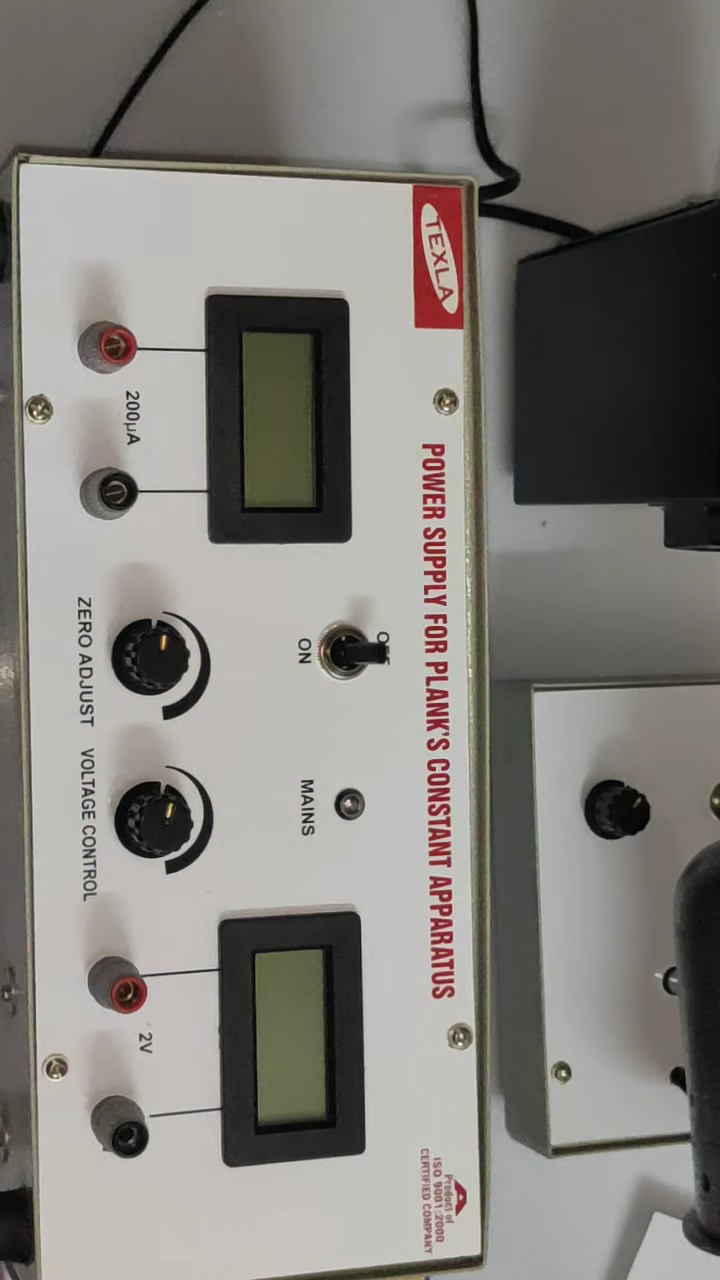 TEXLA
POWER SUPPLY FOR PLANK'S CONSTANT APPARATUS
Product of
ISO 9001:2000
CERTIFIED COMPANY
OFF
ON
MAINS
200µA
2V
ZERO ADJUST
VOLTAGE CONTROL